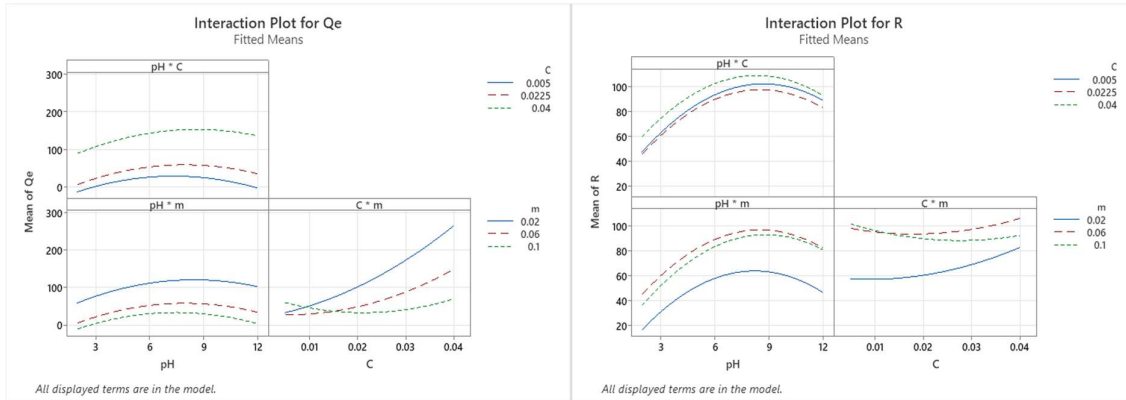 Interaction Plot for Qe
Fitted Means
pH * C
C
0.005
0.0225
0.04
300
200
100
0
Mean of Qe
pH * m
C * m
m
0.02
0.06
0.1
300
200
100
0
3 6 9 12
0.01 0.02 0.03 0.04
pH
C
All displayed terms are in the model.
Interaction Plot for R
Fitted Means
pH * C
C
0.005
0.0225
0.04
100
80
60
40
20
Mean of R
pH * m
C * m
m
0.02
0.06
0.1
100
80
60
40
20
3 6 9 12
0.01 0.02 0.03 0.04
pH
C
All displayed terms are in the model.